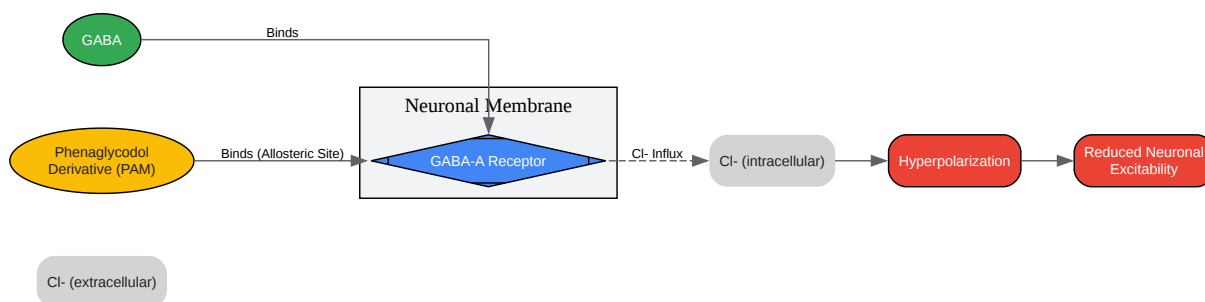 GABA
Binds
Neuronal Membrane
Phenaglycodol
Derivative (PAM)
Binds (Allosteric Site)
GABA-A Receptor
Cl- Influx
Cl- (intracellular)
Hyperpolarization
Reduced Neuronal
Excitability
Cl- (extracellular)